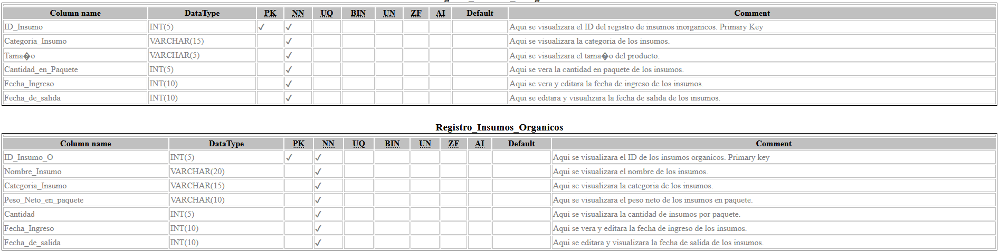 Column name DataType PK NN UQ BIN UN ZF AI Default Comment
ID_Insumo INT(5) ✓ ✓ Aqui se visualizara el ID del registro de insumos inorganicos. Primary Key
Categoria_Insumo VARCHAR(15) ✓ Aqui se visualizara la categoria de los insumos.
Tama�o VARCHAR(5) ✓ Aqui se visualizara el tama�o del producto.
Cantidad_en_Paquete INT(5) ✓ Aqui se vera la cantidad en paquete de los insumos.
Fecha_Ingreso INT(10) ✓ Aqui se vera y editara la fecha de ingreso de los insumos.
Fecha_de_salida INT(10) ✓ Aqui se editara y visualizara la fecha de salida de los insumos.
Registro_Insumos_Organicos
Column name DataType PK NN UQ BIN UN ZF AI Default Comment
ID_Insumo_O INT(5) ✓ ✓ Aqui se visualizara el ID de los insumos organicos. Primary key
Nombre_Insumo VARCHAR(20) ✓ Aqui se visualizara el nombre de los insumos.
Categoria_Insumo VARCHAR(15) ✓ Aqui se visualizara la categoria de los insumos.
Peso_Neto_en_paquete VARCHAR(10) ✓ Aqui se visualizara el peso neto de los insumos en paquete.
Cantidad INT(5) ✓ Aqui se visualizara la cantidad de insumos por paquete.
Fecha_Ingreso INT(10) ✓ Aqui se vera y editara la fecha de ingreso de los insumos.
Fecha_de_salida INT(10) ✓ Aqui se editara y visualizara la fecha de salida de los insumos.